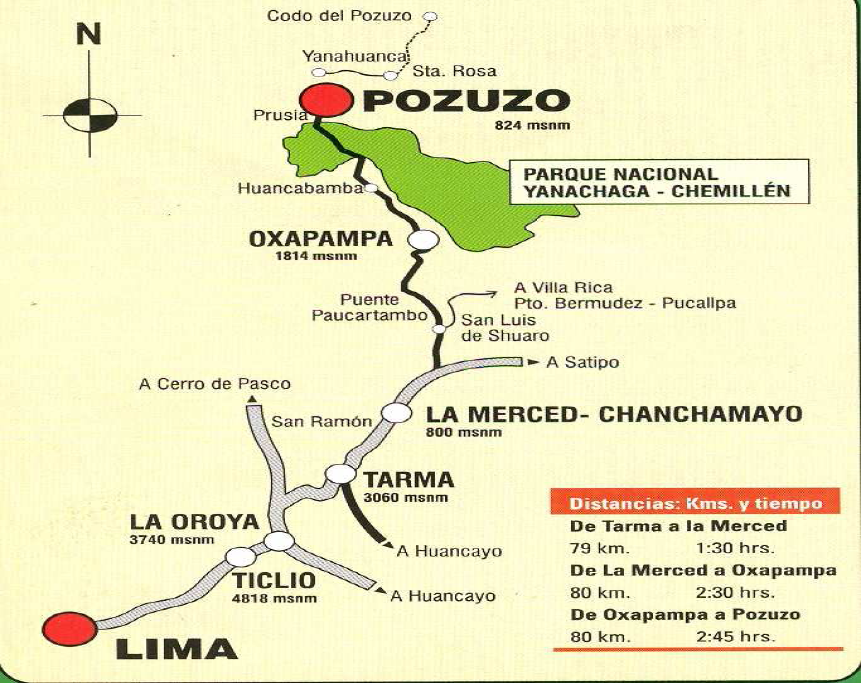 Codo del Pozuzo
N
Yanahuanca
Sta. Rosa
POZUZO
Prusia
824 msnm
PARQUE NACIONAL
YANACHAGA - CHEMILLÉN
Huancabamba
OXAPAMPA
1814 msnm
A Villa Rica
Pto. Bermudez - Pucallpa
Puente
Paucartambo
San Luis
de Shuaro
A Satipo
A Cerro de Pasco
San Ramón
LA MERCED- CHANCHAMAYO
800 msnm
TARMA
3060 msnm
LA OROYA
3740 msnm
A Huancayo
TICLIO
4818 msnm
A Huancayo
LIMA
Distancias: Kms. y tiempo
De Tarma a la Merced
79 km. 1:30 hrs.
De La Merced a Oxapampa
80 km. 2:30 hrs.
De Oxapampa a Pozuzo
80 km. 2:45 hrs.